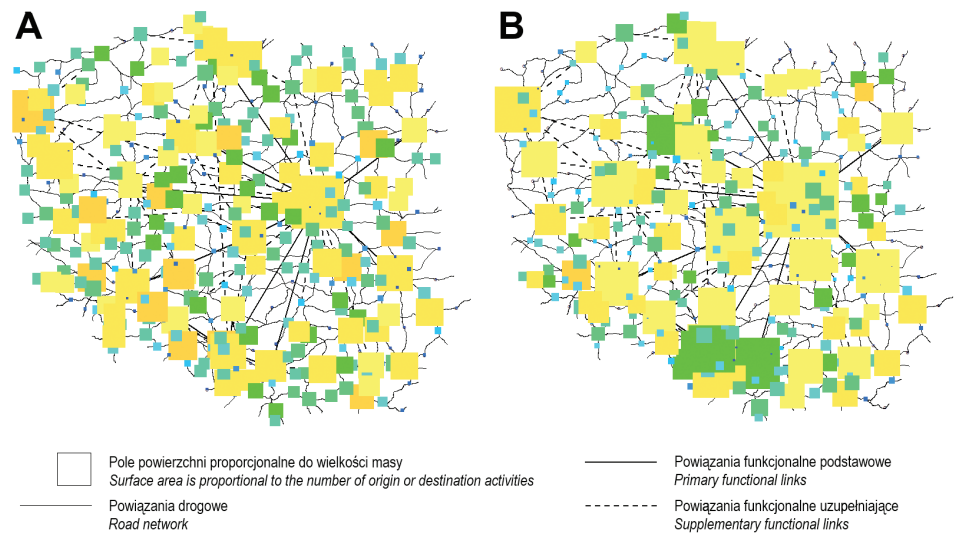 A
B
Pole powierzchni proporcjonalne do wielkości masy
Surface area is proportional to the number of origin or destination activities
Powiązania drogowe
Road network
Powiązania funkcjonalne podstawowe
Primary functional links
Powiązania funkcjonalne uzupełniające
Supplementary functional links